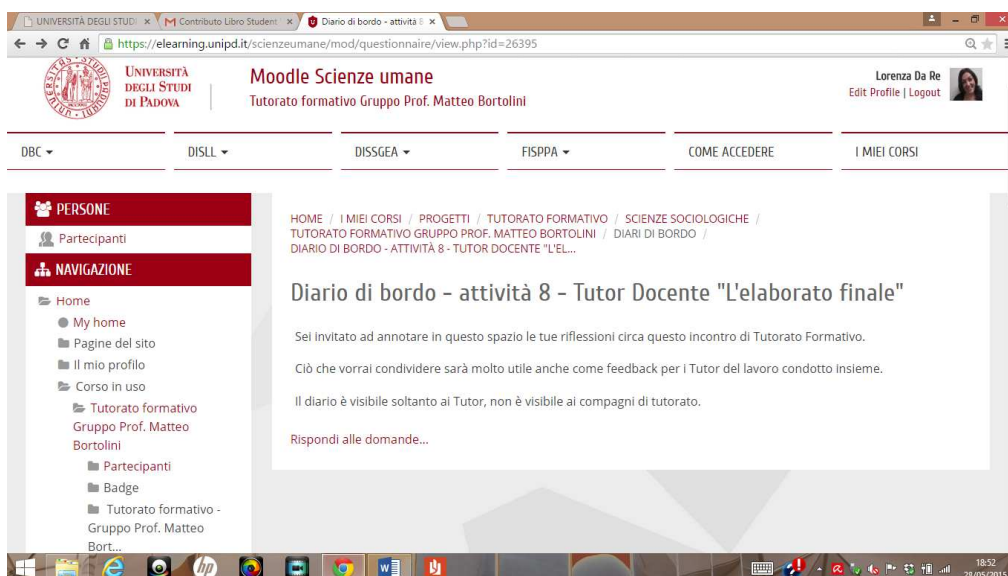 UNIVERSITÀ DEGLI STUDI
Contributo Libro Student
Diario di bordo - attività 8
https://elearning.unipd.it/scienzeumane/mod/questionnaire/view.php?id=26395
UNIVERSITÀ
DEGLI STUDI
DI PADOVA
Moodle Scienze umane
Tutorato formativo Gruppo Prof. Matteo Bortolini
Lorenza Da Re
Edit Profile | Logout
DBC DISLL DISSGEA FISPPA COME ACCEDERE I MIEI CORSI
PERSONE
Partecipanti
NAVIGAZIONE
Home
My home
Pagine del sito
Il mio profilo
Corso in uso
Tutorato formativo
Gruppo Prof. Matteo
Bortolini
Partecipanti
Badge
Tutorato formativo -
Gruppo Prof. Matteo
Bort...
HOME / I MIEI CORSI / PROGETTI / TUTORATO FORMATIVO / SCIENZE SOCIOLOGICHE /
TUTORATO FORMATIVO GRUPPO PROF. MATTEO BORTOLINI / DIARI DI BORDO /
DIARIO DI BORDO - ATTIVITÀ 8 - TUTOR DOCENTE "L'EL...
Diario di bordo - attività 8 - Tutor Docente "L'elaborato finale"
Sei invitato ad annotare in questo spazio le tue riflessioni circa questo incontro di Tutorato Formativo.
Ciò che vorrai condividere sarà molto utile anche come feedback per i Tutor del lavoro condotto insieme.
Il diario è visibile soltanto ai Tutor, non è visibile ai compagni di tutorato.
Rispondi alle domande...
hp
18:52
28/05/2015